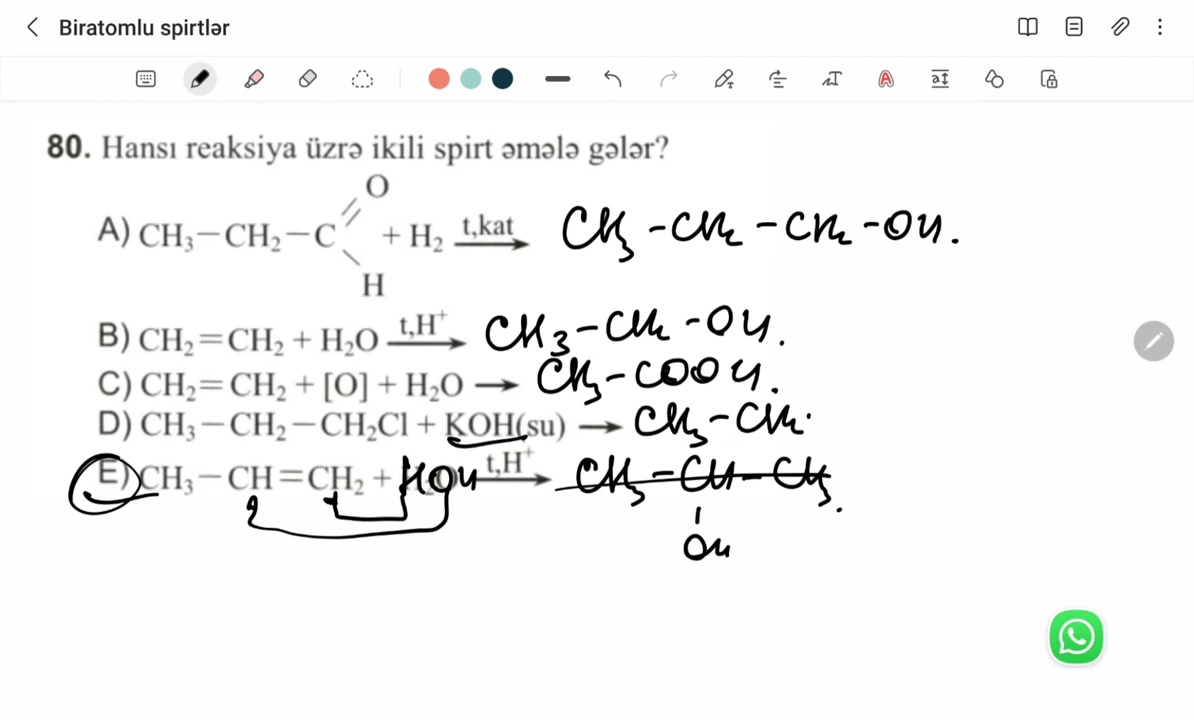 Biratomlu spirtlər
80. Hansı reaksiya üzrə ikili spirt əmələ gələr?
A) CH₃–CH₂–C(=O)–H + H₂ t,kat → CH₃-CH₂-CH₂-OH.
B) CH₂=CH₂ + H₂O t,H⁺ → CH₃-CH₂-OH.
C) CH₂=CH₂ + [O] + H₂O → CH₃-COOH.
D) CH₃–CH₂–CH₂Cl + KOH(su) → CH₃-CH₂.
E) CH₃–CH=CH₂ + HOH t,H⁺ → CH₃-CH-CH₃.
OH